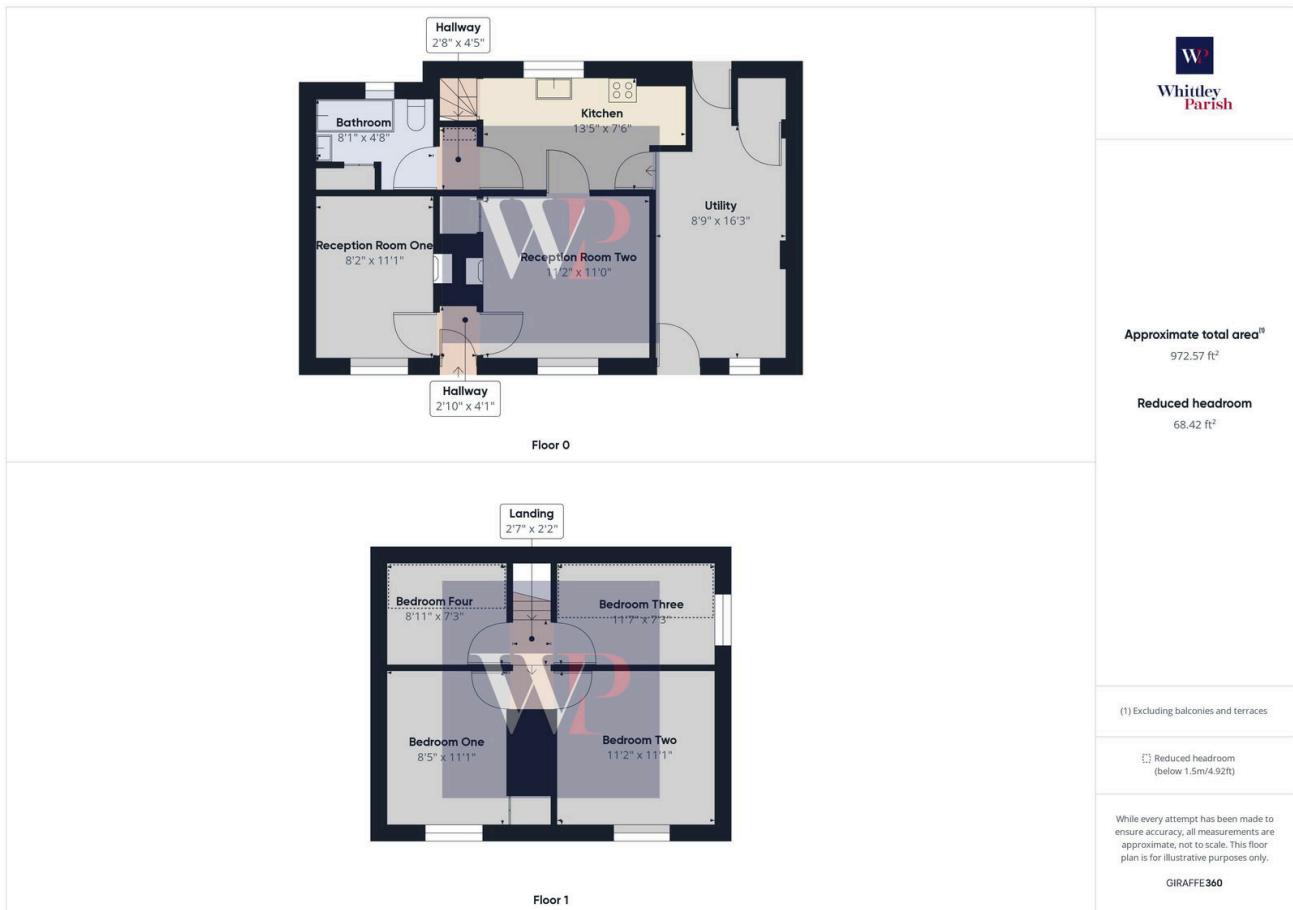 Hallway
2'8" x 4'5"
Bathroom
8'1" x 4'8"
Kitchen
13'5" x 7'6"
Utility
8'9" x 16'3"
Reception Room One
8'2" x 11'1"
WP
Reception Room Two
11'2" x 11'0"
Hallway
2'10" x 4'1"
Floor 0
Landing
2'7" x 2'2"
Bedroom Four
8'11" x 7'3"
Bedroom Three
11'7" x 7'3"
WP
Bedroom One
8'5" x 11'1"
Bedroom Two
11'2" x 11'1"
Floor 1
WP
Whittley
Parish
Approximate total area(1)
972.57 ft²
Reduced headroom
68.42 ft²
(1) Excluding balconies and terraces
Reduced headroom
(below 1.5m/4.92ft)
While every attempt has been made to
ensure accuracy, all measurements are
approximate, not to scale. This floor
plan is for illustrative purposes only.
GIRAFFE360